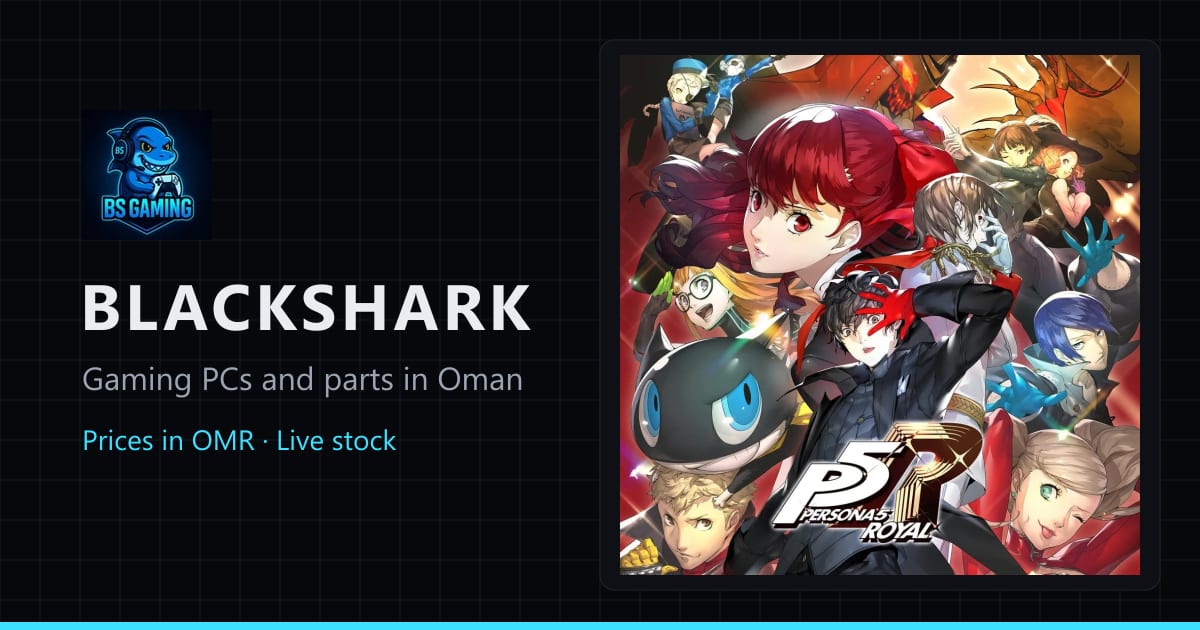 BS
BS GAMING
BLACKSHARK
Gaming PCs and parts in Oman
Prices in OMR · Live stock
P5R
PERSONA5
ROYAL